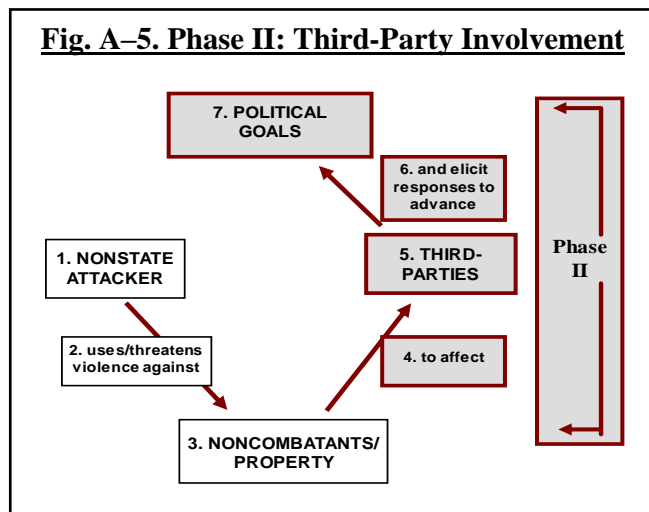 Fig. A–5. Phase II: Third-Party Involvement
7. POLITICAL
GOALS
6. and elicit
responses to
advance
1. NONSTATE
ATTACKER
5. THIRD-
PARTIES
Phase
II
2. uses/threatens
violence against
4. to affect
3. NONCOMBATANTS/
PROPERTY